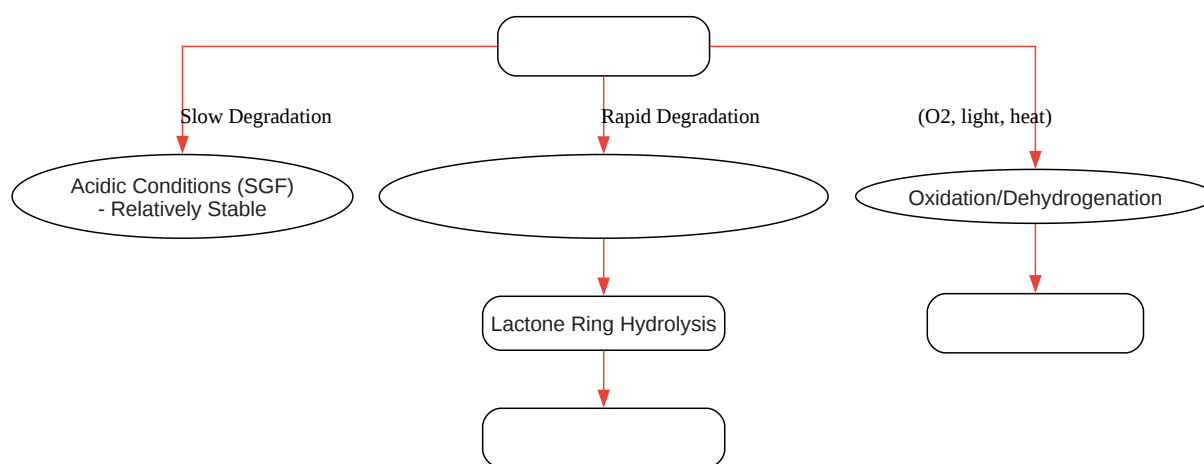 Slow Degradation
Rapid Degradation
(O2, light, heat)
Acidic Conditions (SGF)
- Relatively Stable
Oxidation/Dehydrogenation
Lactone Ring Hydrolysis